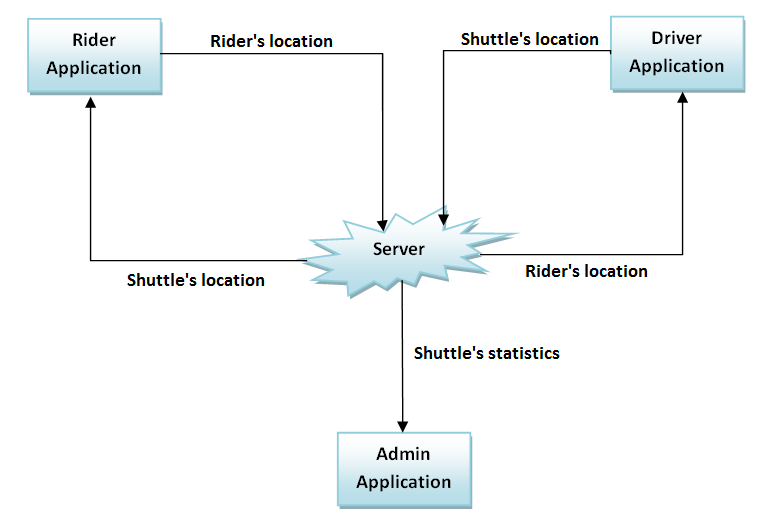 Rider
Application
Rider's location
Shuttle's location
Driver
Application
Server
Shuttle's location
Rider's location
Shuttle's statistics
Admin
Application